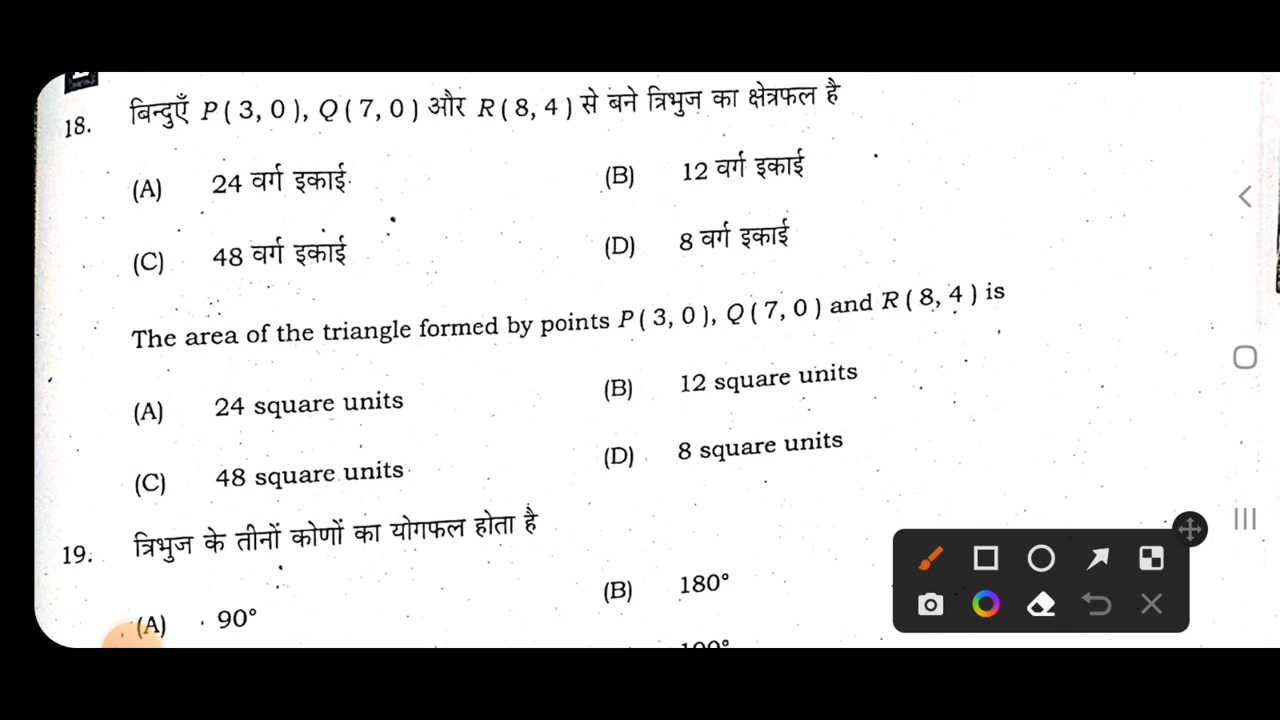 18. बिन्दुएँ P ( 3, 0 ), Q ( 7, 0 ) और R ( 8, 4 ) से बने त्रिभुज का क्षेत्रफल है
(A) 24 वर्ग इकाई (B) 12 वर्ग इकाई
(C) 48 वर्ग इकाई (D) 8 वर्ग इकाई
The area of the triangle formed by points P ( 3, 0 ), Q ( 7, 0 ) and R ( 8, 4 ) is
(A) 24 square units (B) 12 square units
(C) 48 square units (D) 8 square units
19. त्रिभुज के तीनों कोणों का योगफल होता है
(A) 90° (B) 180°